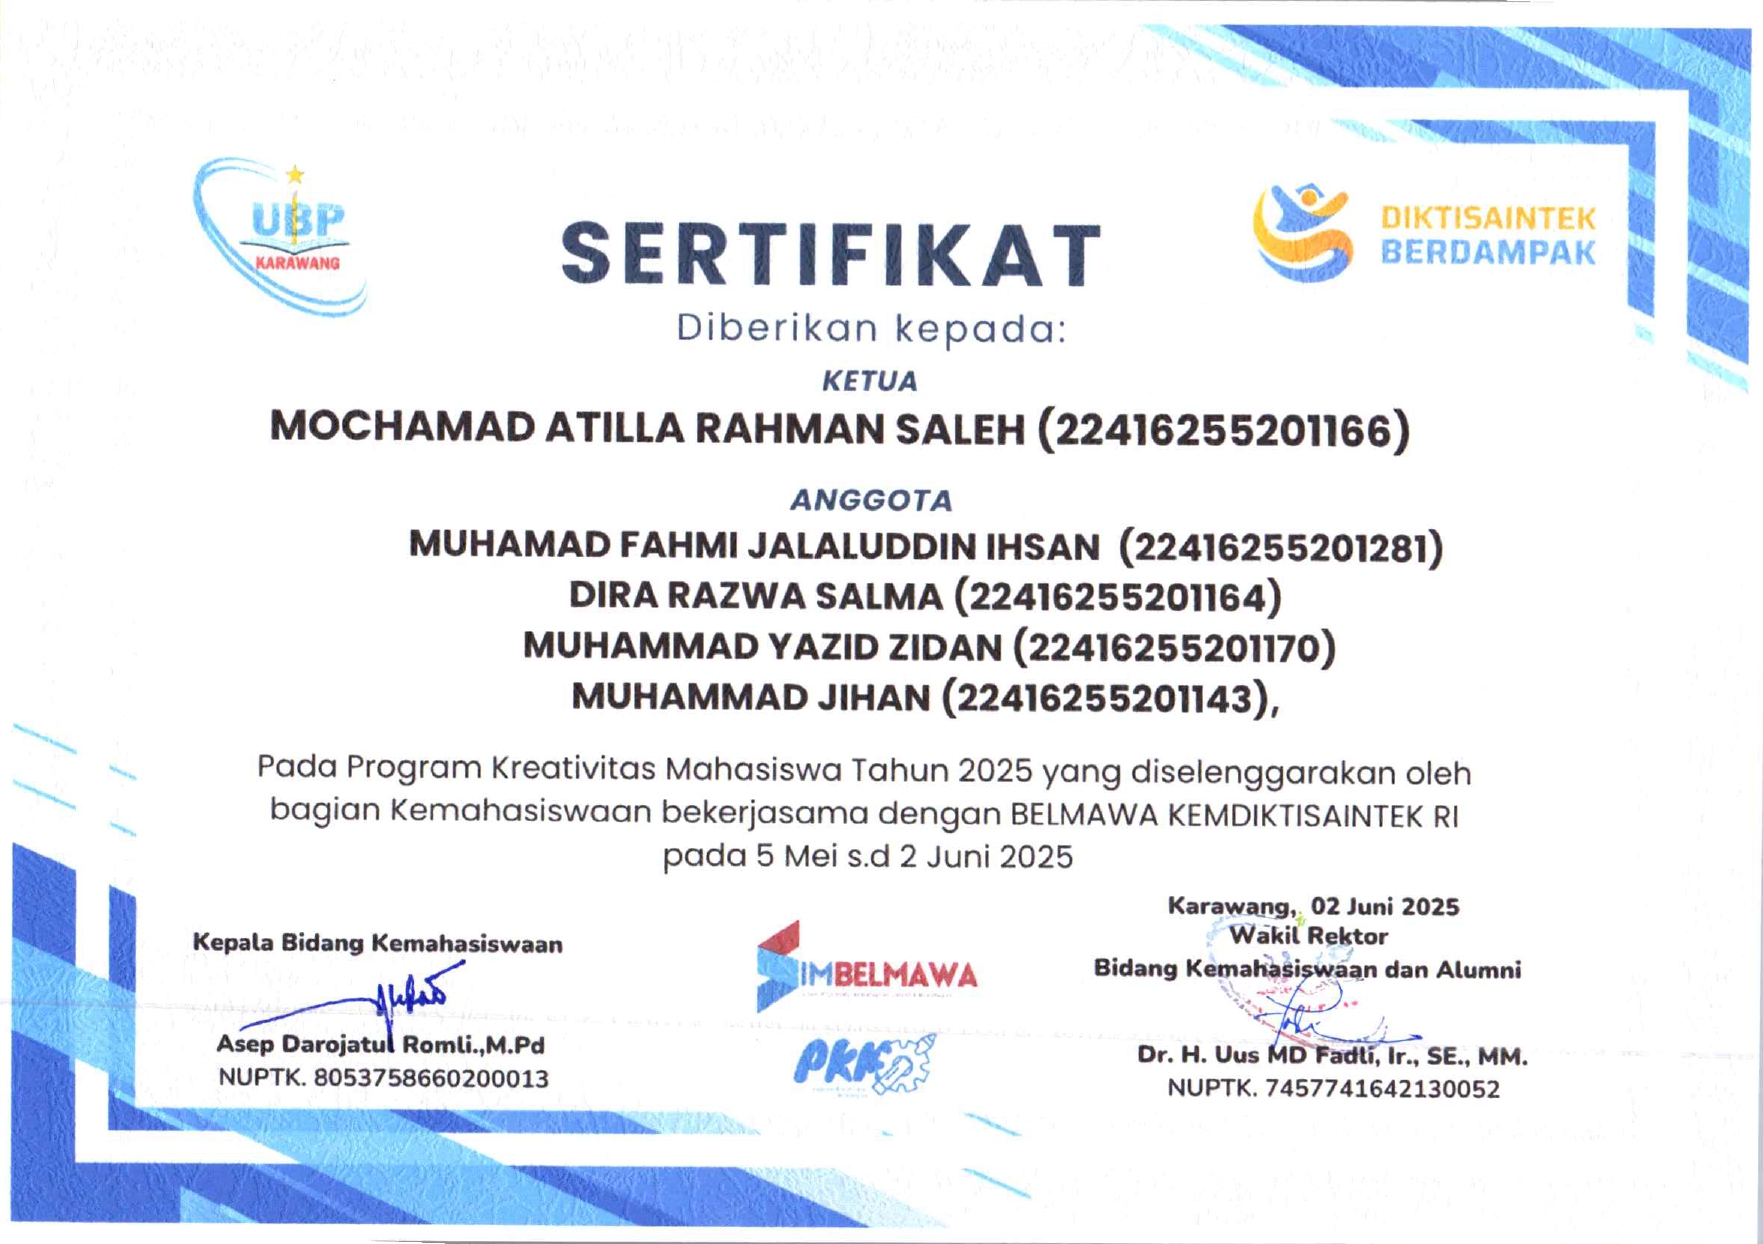 UBP
KARAWANG
DIKTISAINTEK
BERDAMPAK
SERTIFIKAT
Diberikan kepada:
KETUA
MOCHAMAD ATILLA RAHMAN SALEH (22416255201166)
ANGGOTA
MUHAMAD FAHMI JALALUDDIN IHSAN (22416255201281)
DIRA RAZWA SALMA (22416255201164)
MUHAMMAD YAZID ZIDAN (22416255201170)
MUHAMMAD JIHAN (22416255201143),
Pada Program Kreativitas Mahasiswa Tahun 2025 yang diselenggarakan oleh
bagian Kemahasiswaan bekerjasama dengan BELMAWA KEMDIKTISAINTEK RI
pada 5 Mei s.d 2 Juni 2025
Kepala Bidang Kemahasiswaan
Asep Darojatul Romli.,M.Pd
NUPTK. 8053758660200013
SIMBELMAWA
PKM
Karawang, 02 Juni 2025
Wakil Rektor
Bidang Kemahasiswaan dan Alumni
Dr. H. Uus MD Fadli, Ir., SE., MM.
NUPTK. 7457741642130052